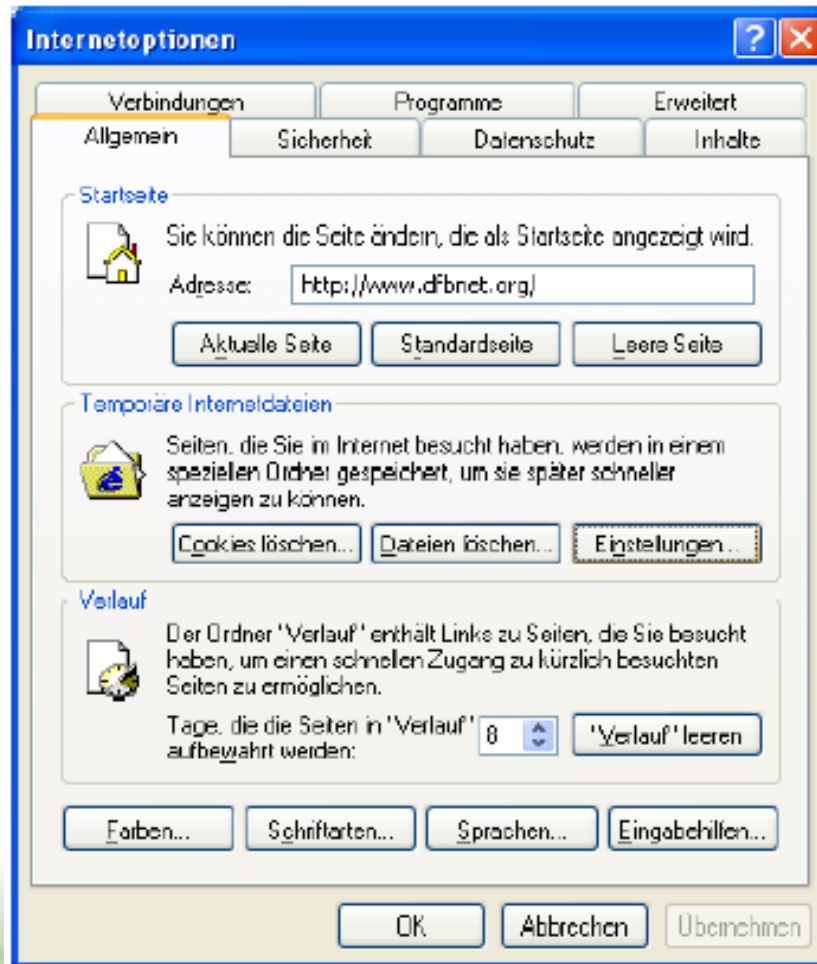 Internetoptionen
Verbindungen Programme Erweitert
Allgemein Sicherheit Datenschutz Inhalte
Startseite
Sie können die Seite ändern, die als Startseite angezeigt wird.
Adresse: http://www.dfbnet.org/
Aktuelle Seite Standardseite Leere Seite
Temporäre Internetdateien
Seiten, die Sie im Internet besucht haben, werden in einem
speziellen Ordner gespeichert, um sie später schneller
anzeigen zu können.
Cookies löschen... Dateien löschen... Einstellungen...
Verlauf
Der Ordner "Verlauf" enthält Links zu Seiten, die Sie besucht
haben, um einen schnellen Zugang zu kürzlich besuchten
Seiten zu ermöglichen.
Tage, die die Seiten in "Verlauf" 8 "Verlauf" leeren
aufbewahrt werden:
Farben... Schriftarten... Sprachen... Eingabehilfen...
OK Abbrechen Übernehmen